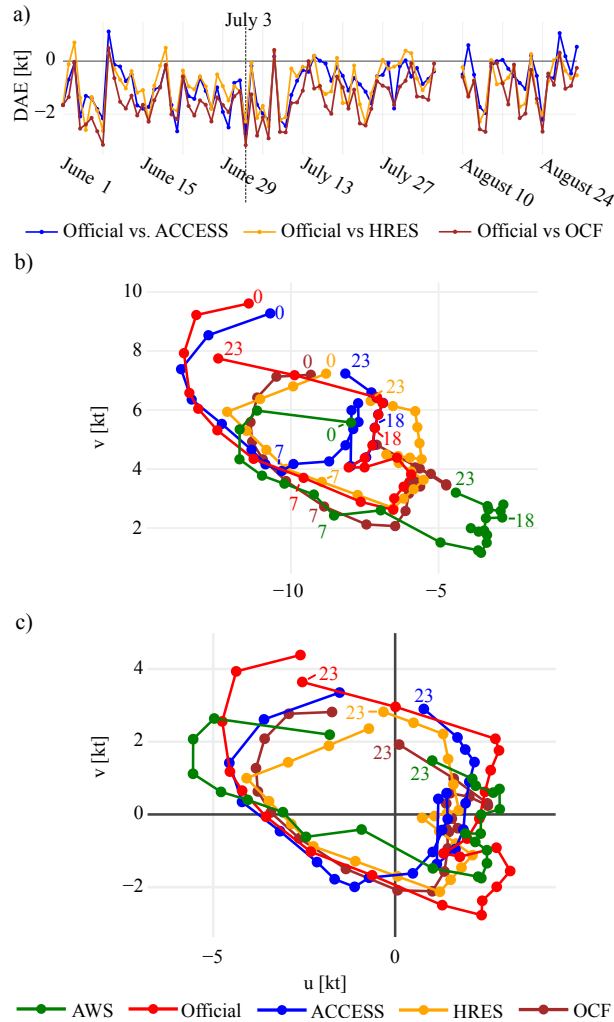 a)
July 3
DAE [kt]
0
−2
June 1
June 15
June 29
July 13
July 27
August 10
August 24
Official vs. ACCESS
Official vs HRES
Official vs OCF
b)
v [kt]
10
8
6
4
2
−10
−5
0
0
23
0
0
23
23
0
18
18
7
7
7
7
7
23
18
c)
v [kt]
4
2
0
−2
−5
0
u [kt]
23
23
23
23
23
AWS
Official
ACCESS
HRES
OCF